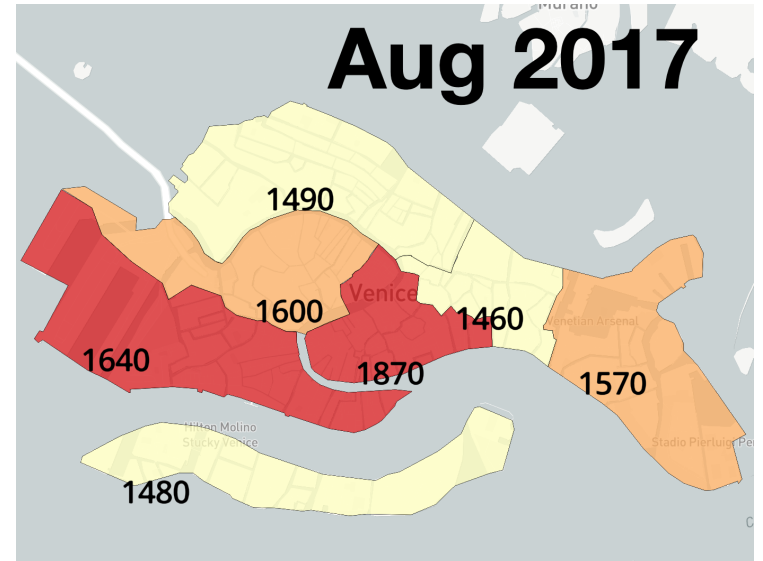 Murano
Aug 2017
1490
Venice
1600
1460
Venetian Arsenal
1640
1870
1570
Hilton Molino
Stucky Venice
Stadio Pierluigi Pe
1480
C